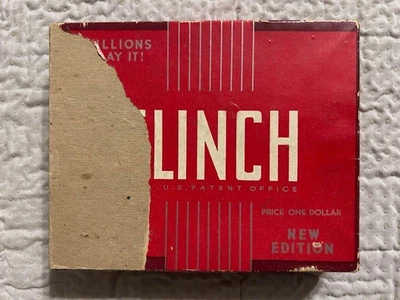 LLIONS
AY IT!
LINCH
U.S. PATENT OFFICE
PRICE ONE DOLLAR
NEW
EDITION